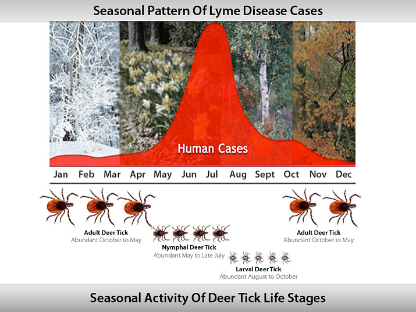 Seasonal Pattern Of Lyme Disease Cases
Human Cases
Jan Feb Mar Apr May Jun Jul Aug Sept Oct Nov Dec
Adult Deer Tick
Abundant October to May
Adult Deer Tick
Abundant October to May
Nymphal Deer Tick
Abundant May to Late July
Larval Deer Tick
Abundant August to October
Seasonal Activity Of Deer Tick Life Stages